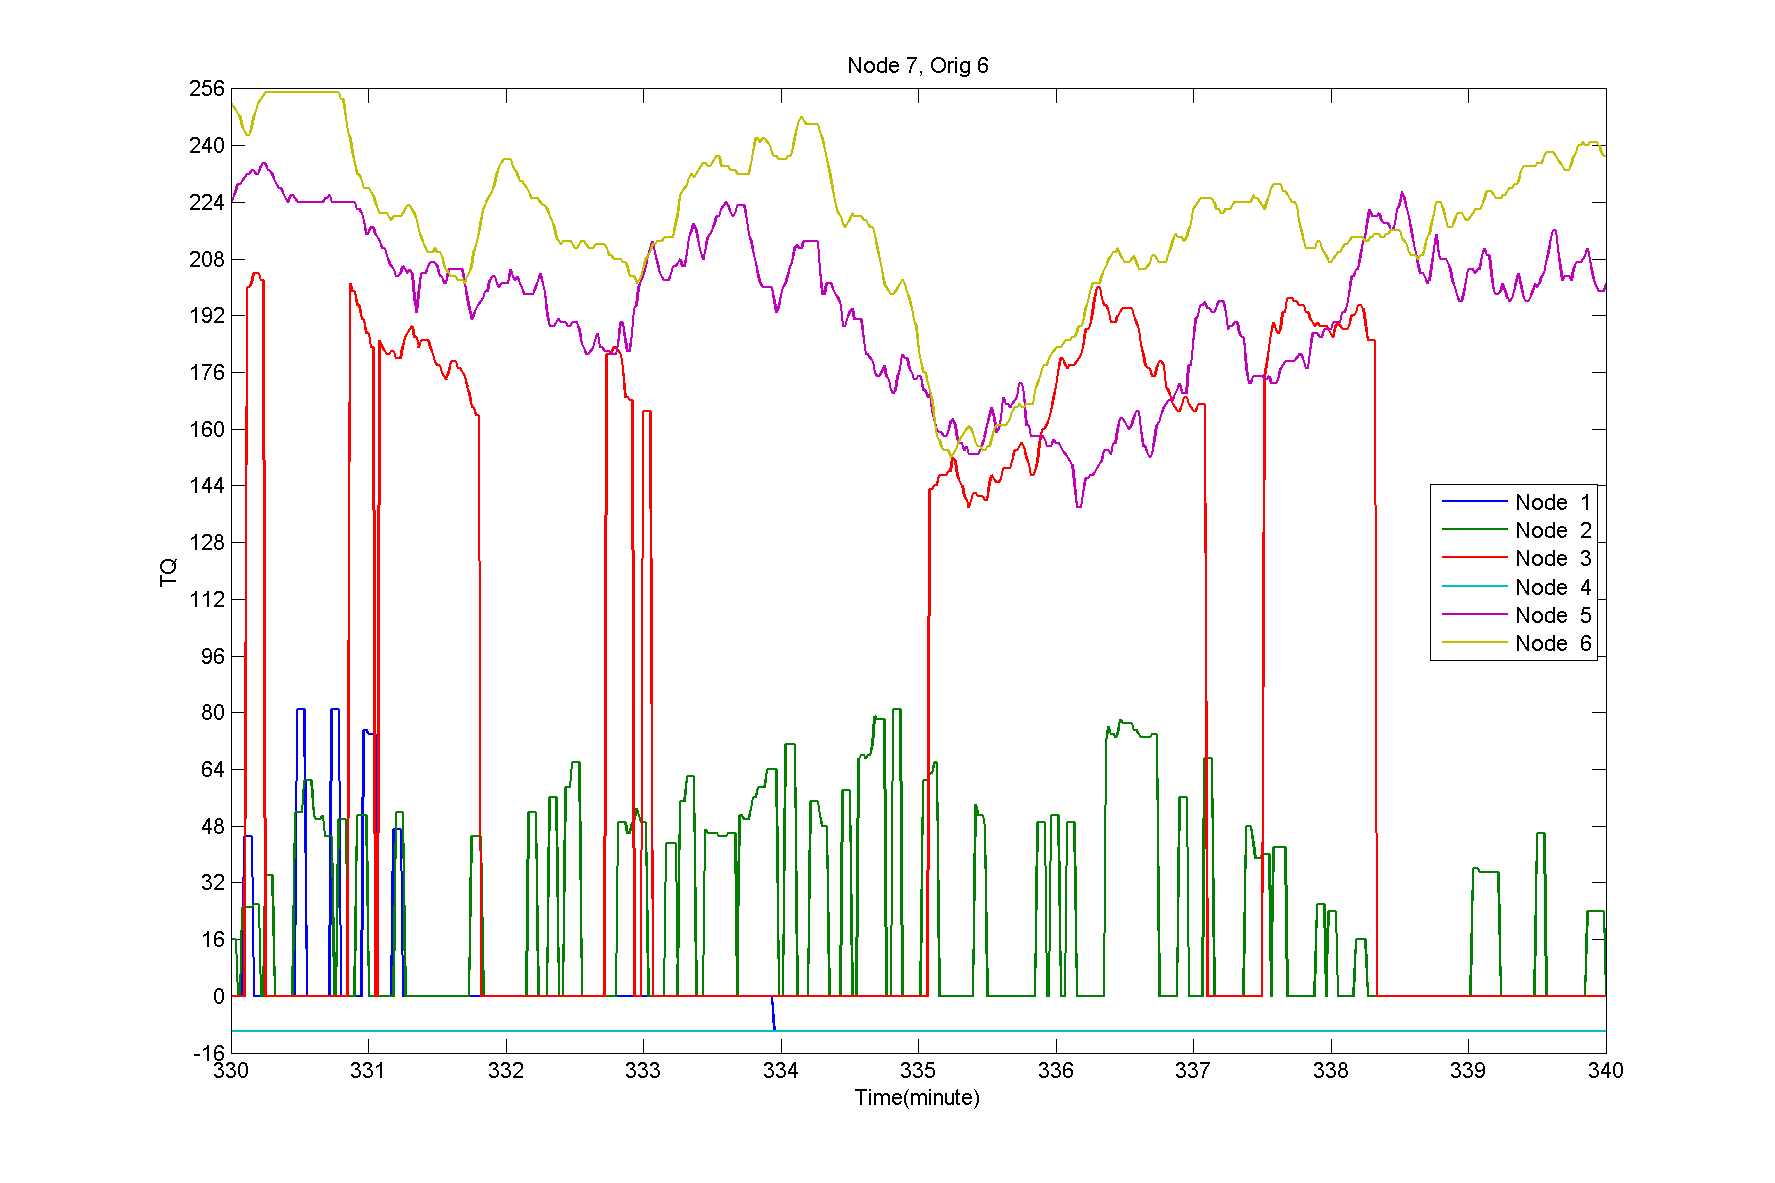 Node 7, Orig 6
256
240
224
208
192
176
160
144
128
112
96
80
64
48
32
16
0
-16
TQ
Node 1
Node 2
Node 3
Node 4
Node 5
Node 6
330 331 332 333 334 335 336 337 338 339 340
Time(minute)